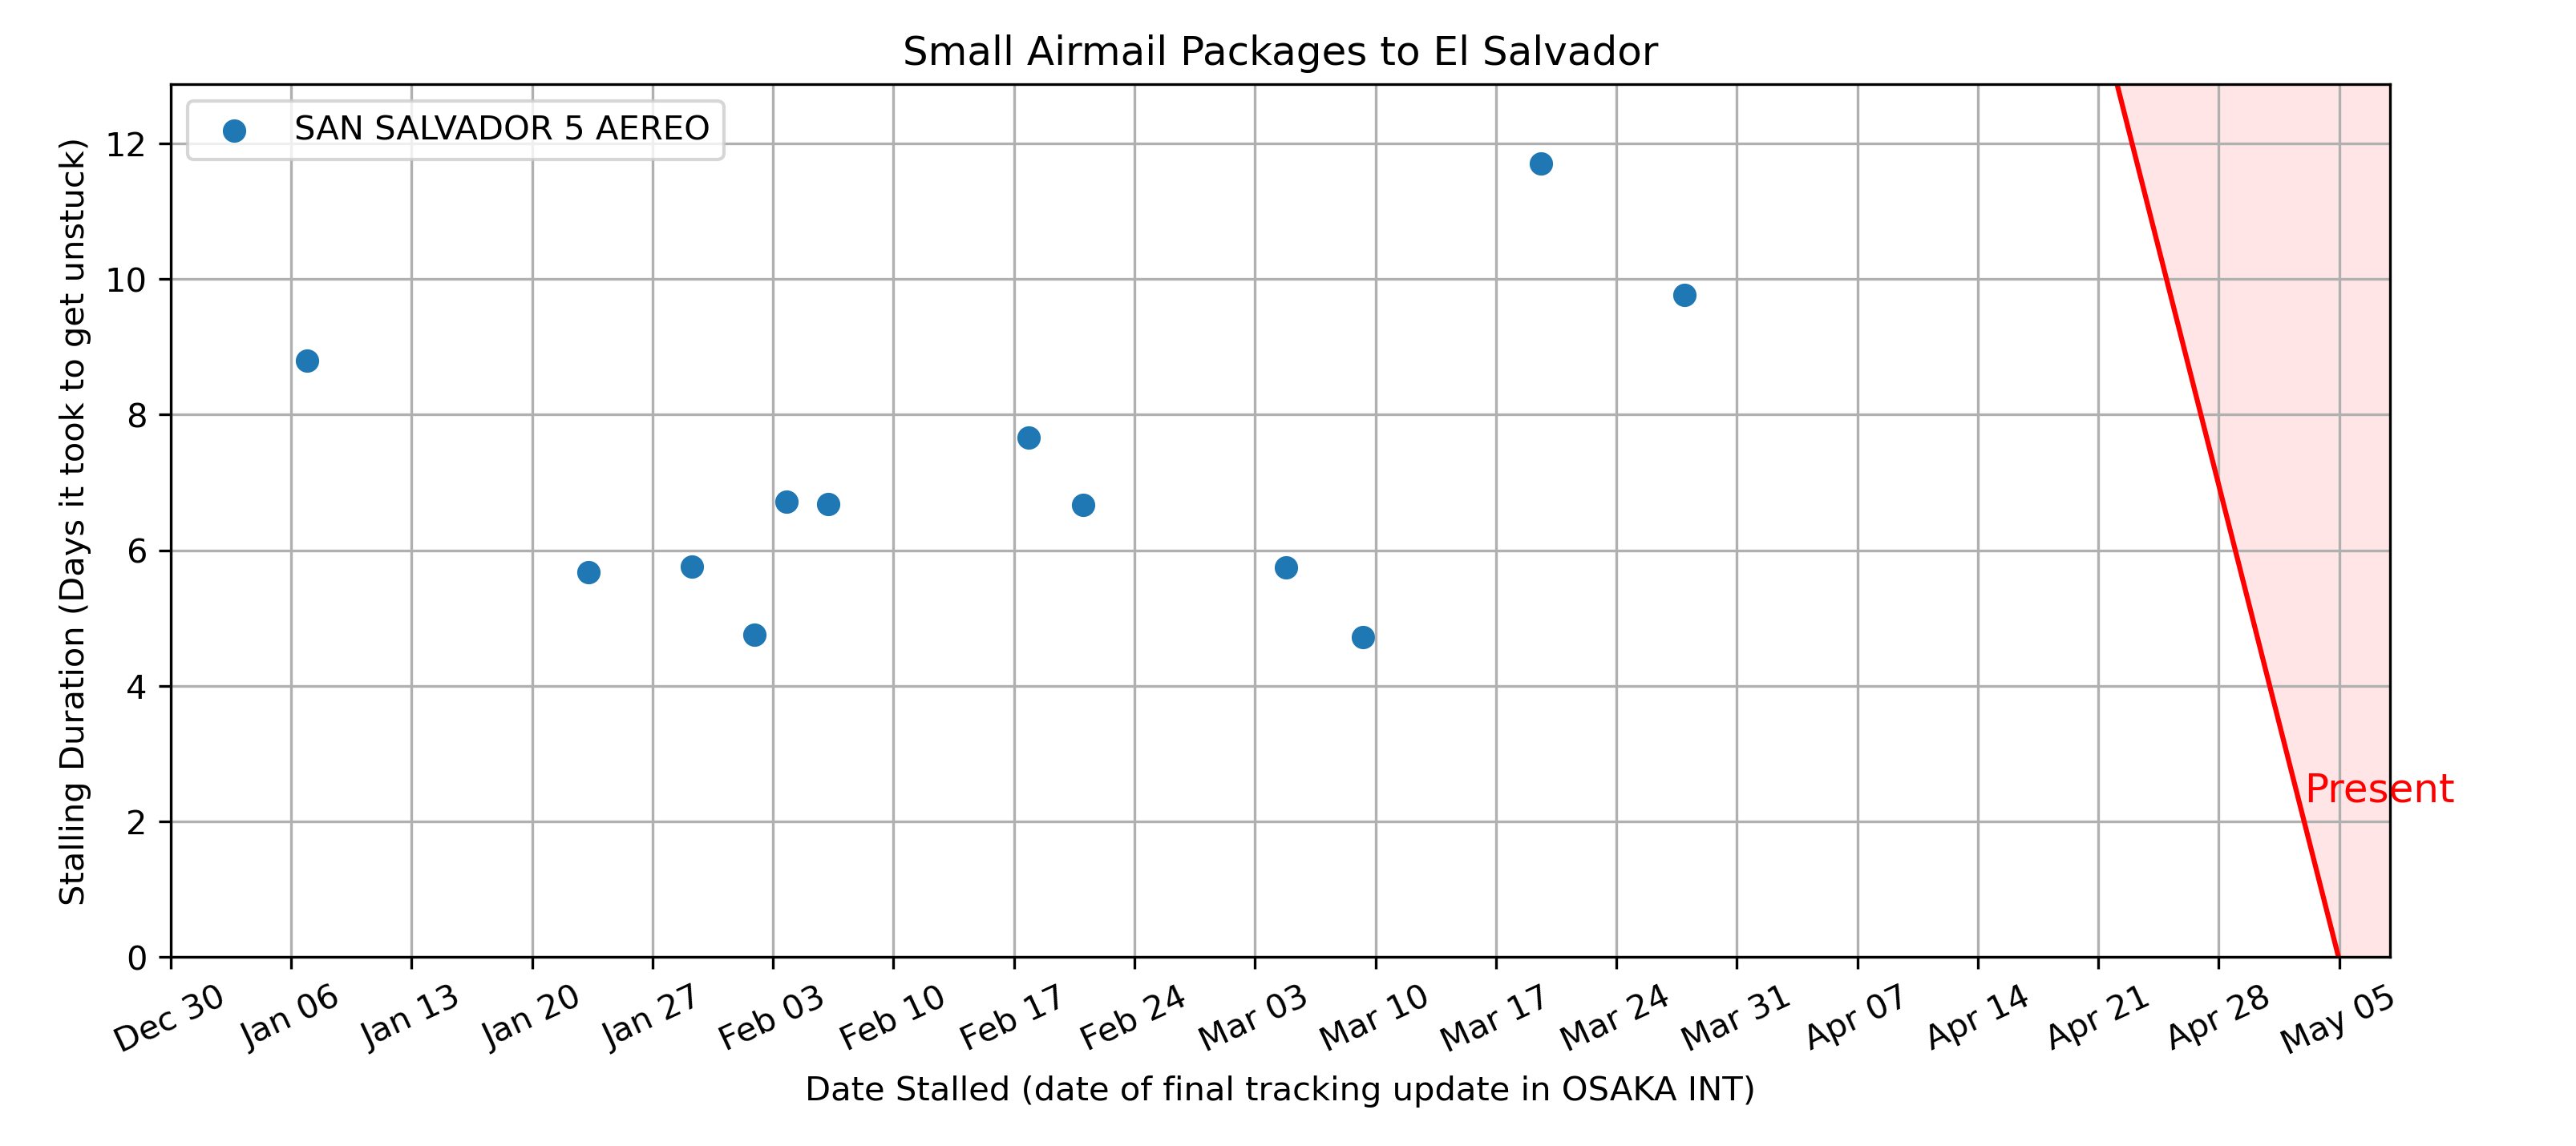 Small Airmail Packages to El Salvador
SAN SALVADOR 5 AEREO
Stalling Duration (Days it took to get unstuck)
12
10
8
6
4
2
0
Present
Dec 30
Jan 06
Jan 13
Jan 20
Jan 27
Feb 03
Feb 10
Feb 17
Feb 24
Mar 03
Mar 10
Mar 17
Mar 24
Mar 31
Apr 07
Apr 14
Apr 21
Apr 28
May 05
Date Stalled (date of final tracking update in OSAKA INT)